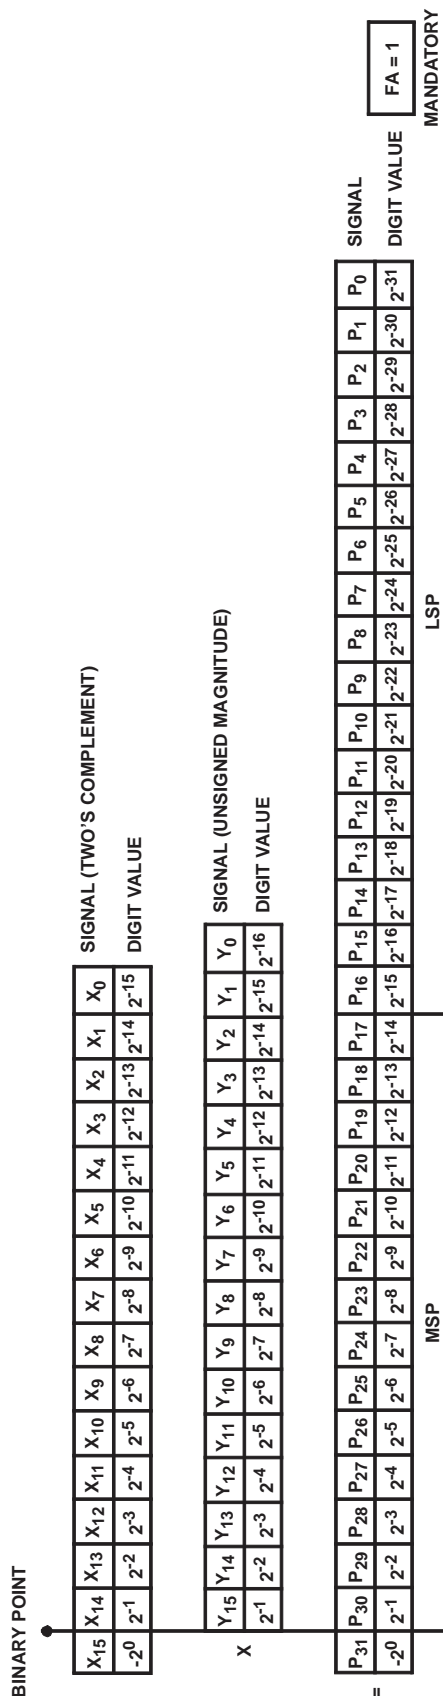 BINARY POINT
X15 X14 X13 X12 X11 X10 X9 X8 X7 X6 X5 X4 X3 X2 X1 X0 SIGNAL (TWO'S COMPLEMENT)
-2^0 2^-1 2^-2 2^-3 2^-4 2^-5 2^-6 2^-7 2^-8 2^-9 2^-10 2^-11 2^-12 2^-13 2^-14 2^-15 DIGIT VALUE
X Y15 Y14 Y13 Y12 Y11 Y10 Y9 Y8 Y7 Y6 Y5 Y4 Y3 Y2 Y1 Y0 SIGNAL (UNSIGNED MAGNITUDE)
2^-1 2^-2 2^-3 2^-4 2^-5 2^-6 2^-7 2^-8 2^-9 2^-10 2^-11 2^-12 2^-13 2^-14 2^-15 2^-16 DIGIT VALUE
= P31 P30 P29 P28 P27 P26 P25 P24 P23 P22 P21 P20 P19 P18 P17 P16 P15 P14 P13 P12 P11 P10 P9 P8 P7 P6 P5 P4 P3 P2 P1 P0 SIGNAL
-2^0 2^-1 2^-2 2^-3 2^-4 2^-5 2^-6 2^-7 2^-8 2^-9 2^-10 2^-11 2^-12 2^-13 2^-14 2^-15 2^-16 2^-17 2^-18 2^-19 2^-20 2^-21 2^-22 2^-23 2^-24 2^-25 2^-26 2^-27 2^-28 2^-29 2^-30 2^-31 DIGIT VALUE
FA = 1
MSP LSP MANDATORY